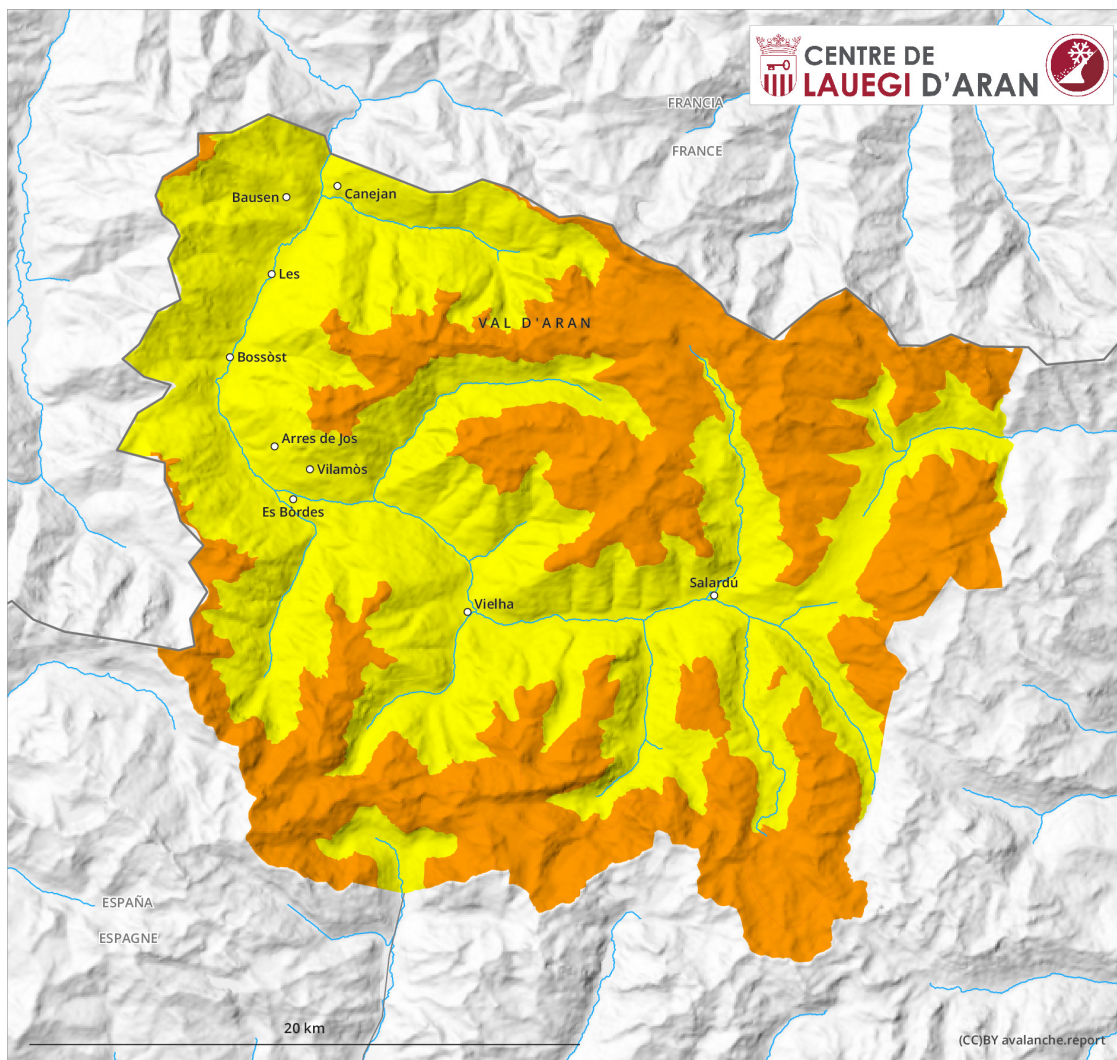 CENTRE DE
LAUEGI D'ARAN
FRANCIA
FRANCE
Bausen
Canejan
Les
VAL D'ARAN
Bossòst
Arres de Jos
Vilamòs
Es Bòrdes
Salardú
Vielha
ESPAÑA
ESPAGNE
20 km
(CC)BY avalanche.report